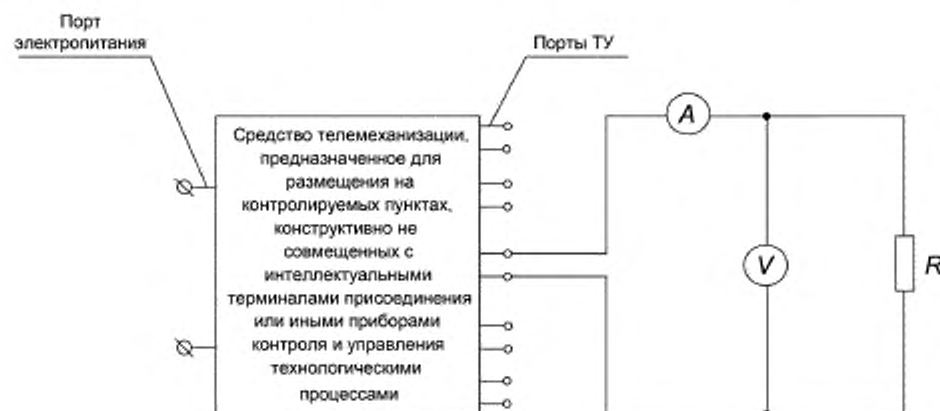 Порт
электропитания
Порты ТУ
Средство телемеханизации,
предназначенное для
размещения на
контролируемых пунктах,
конструктивно не
совмещенных с
интеллектуальными
терминалами присоединения
или иными приборами
контроля и управления
технологическими
процессами
A
V
R